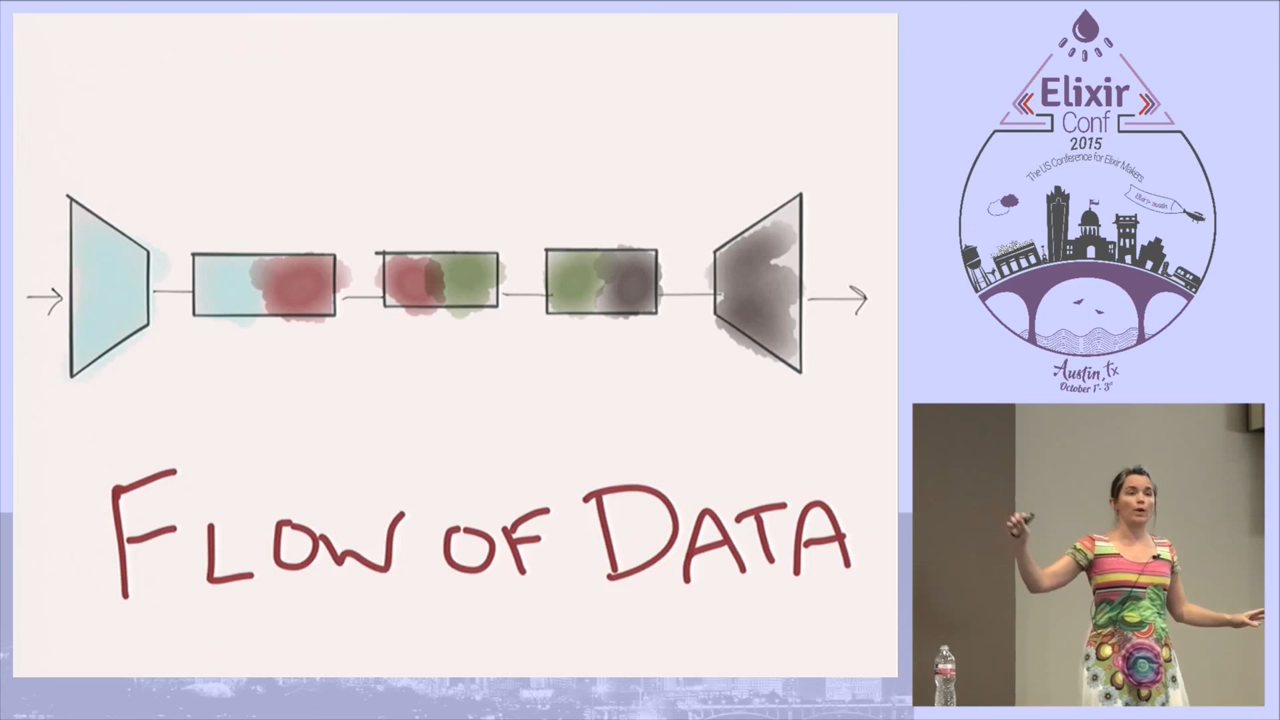 FLOW OF DATA
Elixir
Conf
2015
The US Conference for Elixir Makers
Austin, Tx
October 1st - 3rd